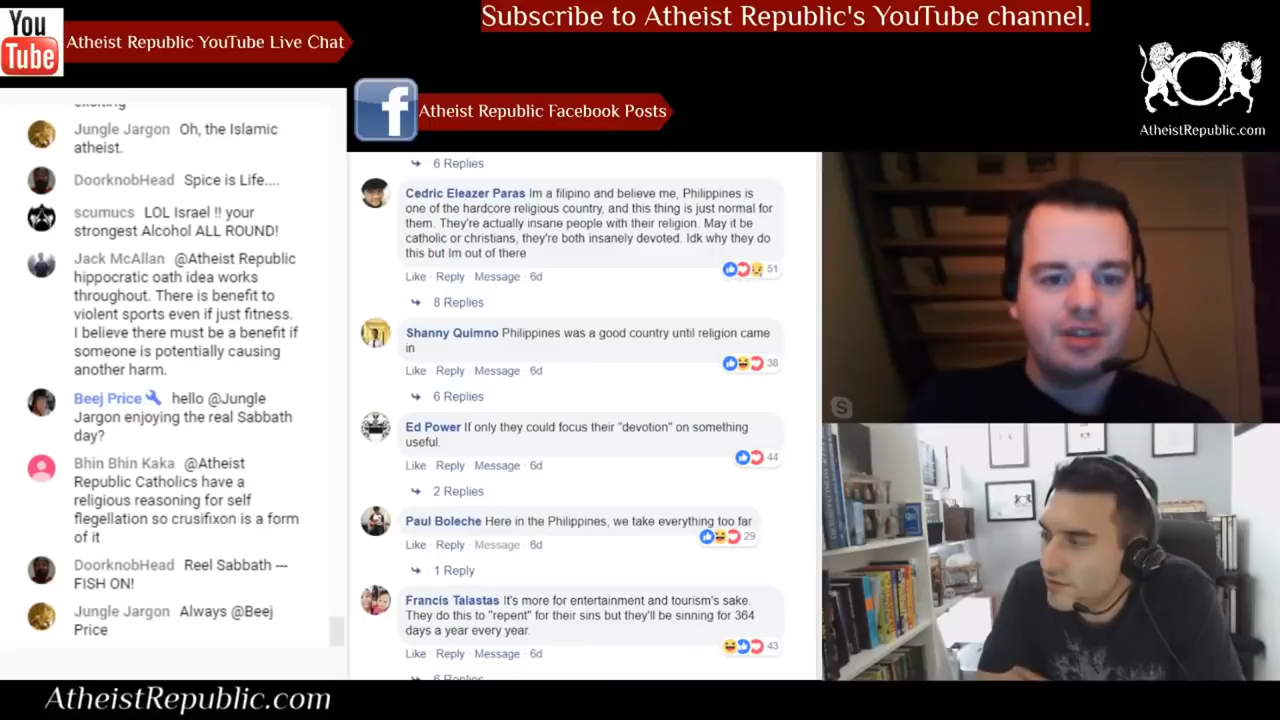 Subscribe to Atheist Republic's YouTube channel.
You
Tube
Atheist Republic YouTube Live Chat
AtheistRepublic.com
f
Atheist Republic Facebook Posts
exciting
Jungle Jargon Oh, the Islamic
atheist.
DoorknobHead Spice is Life....
scumucs LOL Israel !! your
strongest Alcohol ALL ROUND!
Jack McAllan @Atheist Republic
hippocratic oath idea works
throughout. There is benefit to
violent sports even if just fitness.
I believe there must be a benefit if
someone is potentially causing
another harm.
Beej Price hello @Jungle
Jargon enjoying the real Sabbath
day?
Bhin Bhin Kaka @Atheist
Republic Catholics have a
religious reasoning for self
flegellation so crusifixon is a form
of it
DoorknobHead Reel Sabbath ---
FISH ON!
Jungle Jargon Always @Beej
Price
6 Replies
Cedric Eleazer Paras Im a filipino and believe me, Philippines is
one of the hardcore religious country, and this thing is just normal for
them. They're actually insane people with their religion. May it be
catholic or christians, they're both insanely devoted. Idk why they do
this but Im out of there
51
Like · Reply · Message · 6d
8 Replies
Shanny Quimno Philippines was a good country until religion came
in
38
Like · Reply · Message · 6d
6 Replies
Ed Power If only they could focus their "devotion" on something
useful.
44
Like · Reply · Message · 6d
2 Replies
Paul Boleche Here in the Philippines, we take everything too far
29
Like · Reply · Message · 6d
1 Reply
Francis Talastas It's more for entertainment and tourism's sake.
They do this to "repent" for their sins but they'll be sinning for 364
days a year every year.
43
Like · Reply · Message · 6d
6 Replies
AtheistRepublic.com